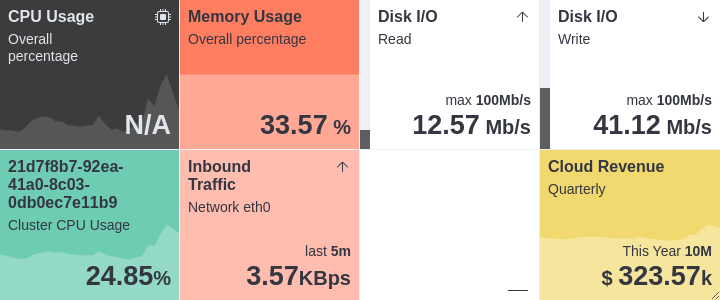 CPU Usage
Overall
percentage
N/A
Memory Usage
Overall percentage
33.57 %
Disk I/O
Read
max 100Mb/s
12.57 Mb/s
Disk I/O
Write
max 100Mb/s
41.12 Mb/s
21d7f8b7-92ea-
41a0-8c03-
0db0ec7e11b9
Cluster CPU Usage
24.85%
Inbound
Traffic
Network eth0
last 5m
3.57KBps
Cloud Revenue
Quarterly
This Year 10M
$ 323.57k